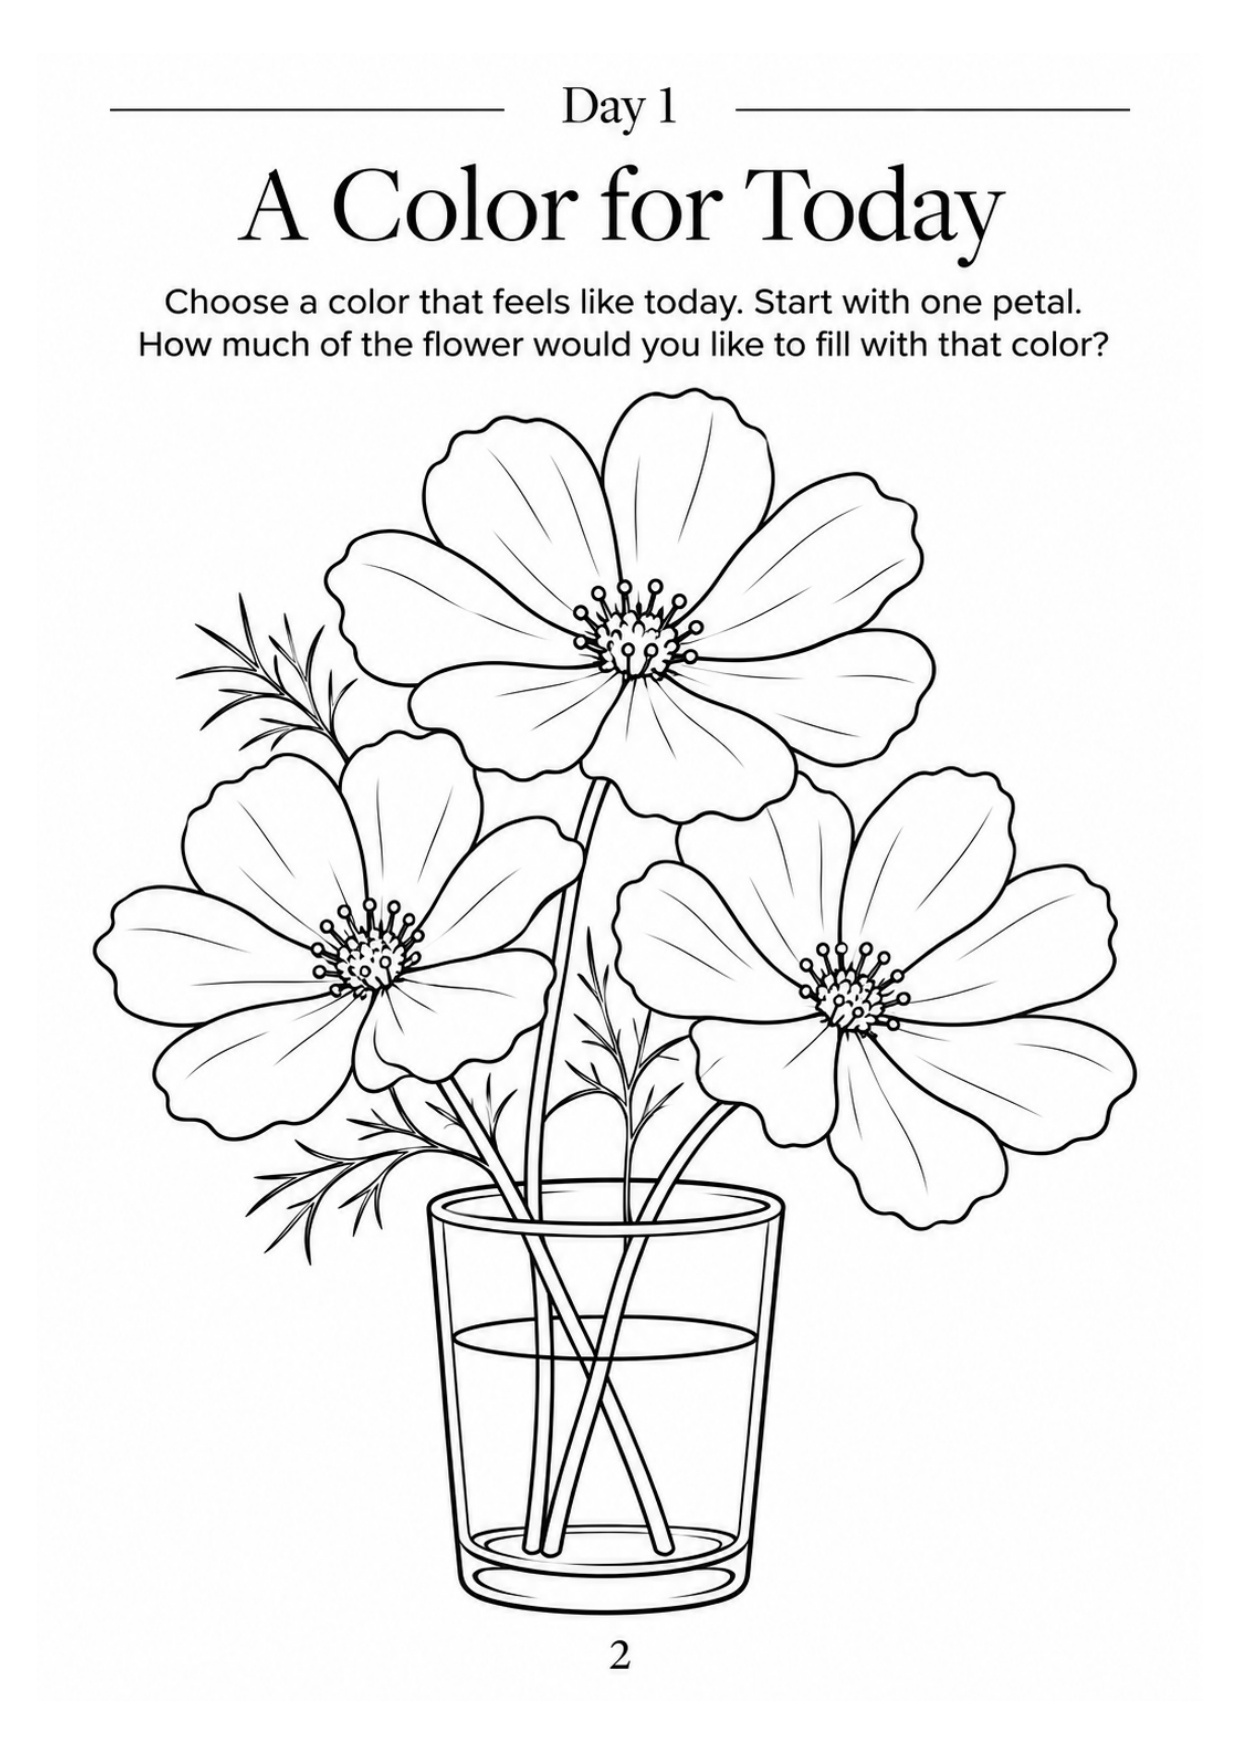 Day 1
A Color for Today
Choose a color that feels like today. Start with one petal.
How much of the flower would you like to fill with that color?
2